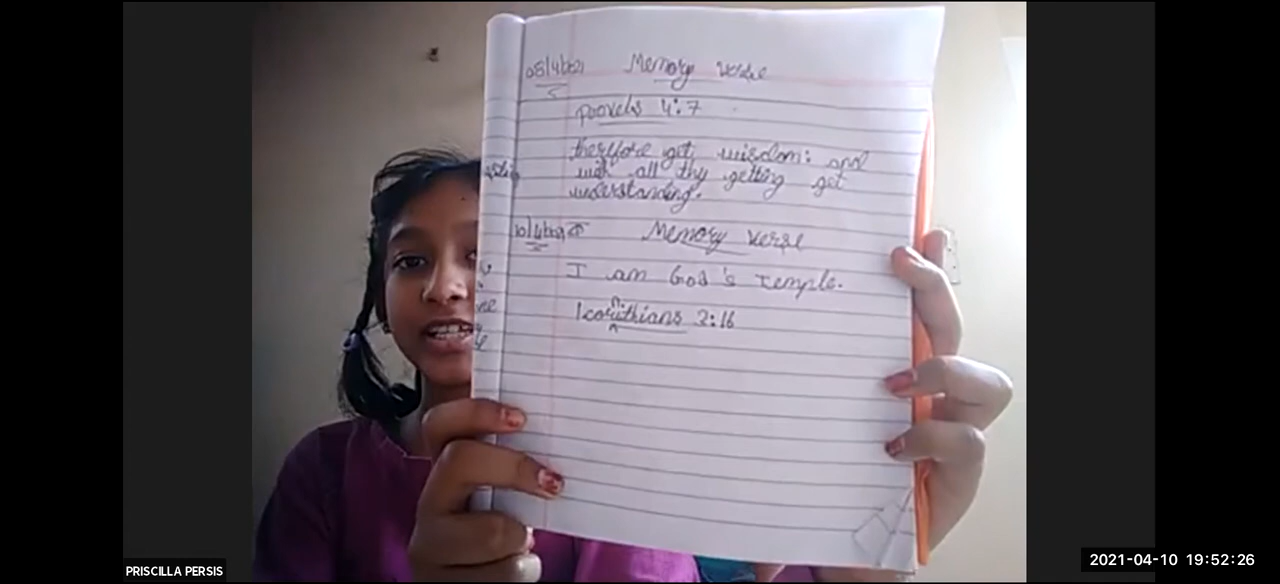 08/4/2021 Memory verse
proverbs 4:7
therefore get wisdom: and
with all thy getting get
understanding.
10/4/2021 Memory Verse
I am God's Temple.
1 corinthians 3:16
PRISCILLA PERSIS
2021-04-10 19:52:26